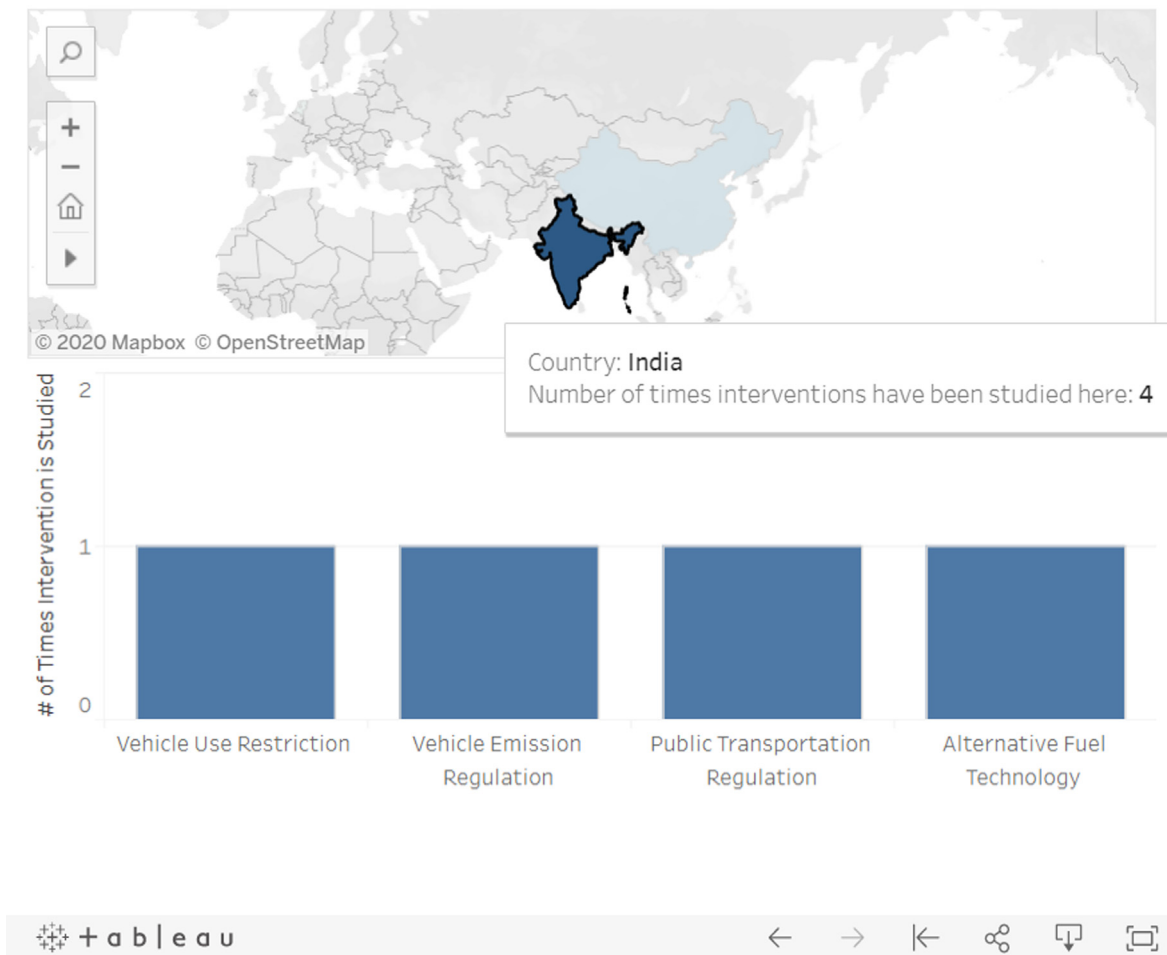 © 2020 Mapbox © OpenStreetMap
Country: India
Number of times interventions have been studied here: 4
# of Times Intervention is Studied
2
1
0
Vehicle Use Restriction
Vehicle Emission
Regulation
Public Transportation
Regulation
Alternative Fuel
Technology
+ a b | e a u